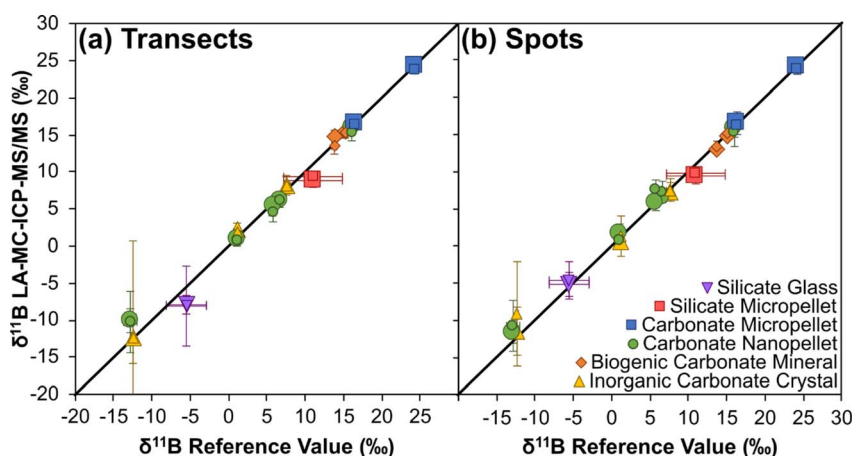 (a) Transects
(b) Spots
δ¹¹B LA-MC-ICP-MS/MS (‰)
30
25
20
15
10
5
0
-5
-10
-15
-20
Silicate Glass
Silicate Micropellet
Carbonate Micropellet
Carbonate Nanopellet
Biogenic Carbonate Mineral
Inorganic Carbonate Crystal
-20 -15 -10 -5 0 5 10 15 20 25
-15 -10 -5 0 5 10 15 20 25 30
δ¹¹B Reference Value (‰)
δ¹¹B Reference Value (‰)